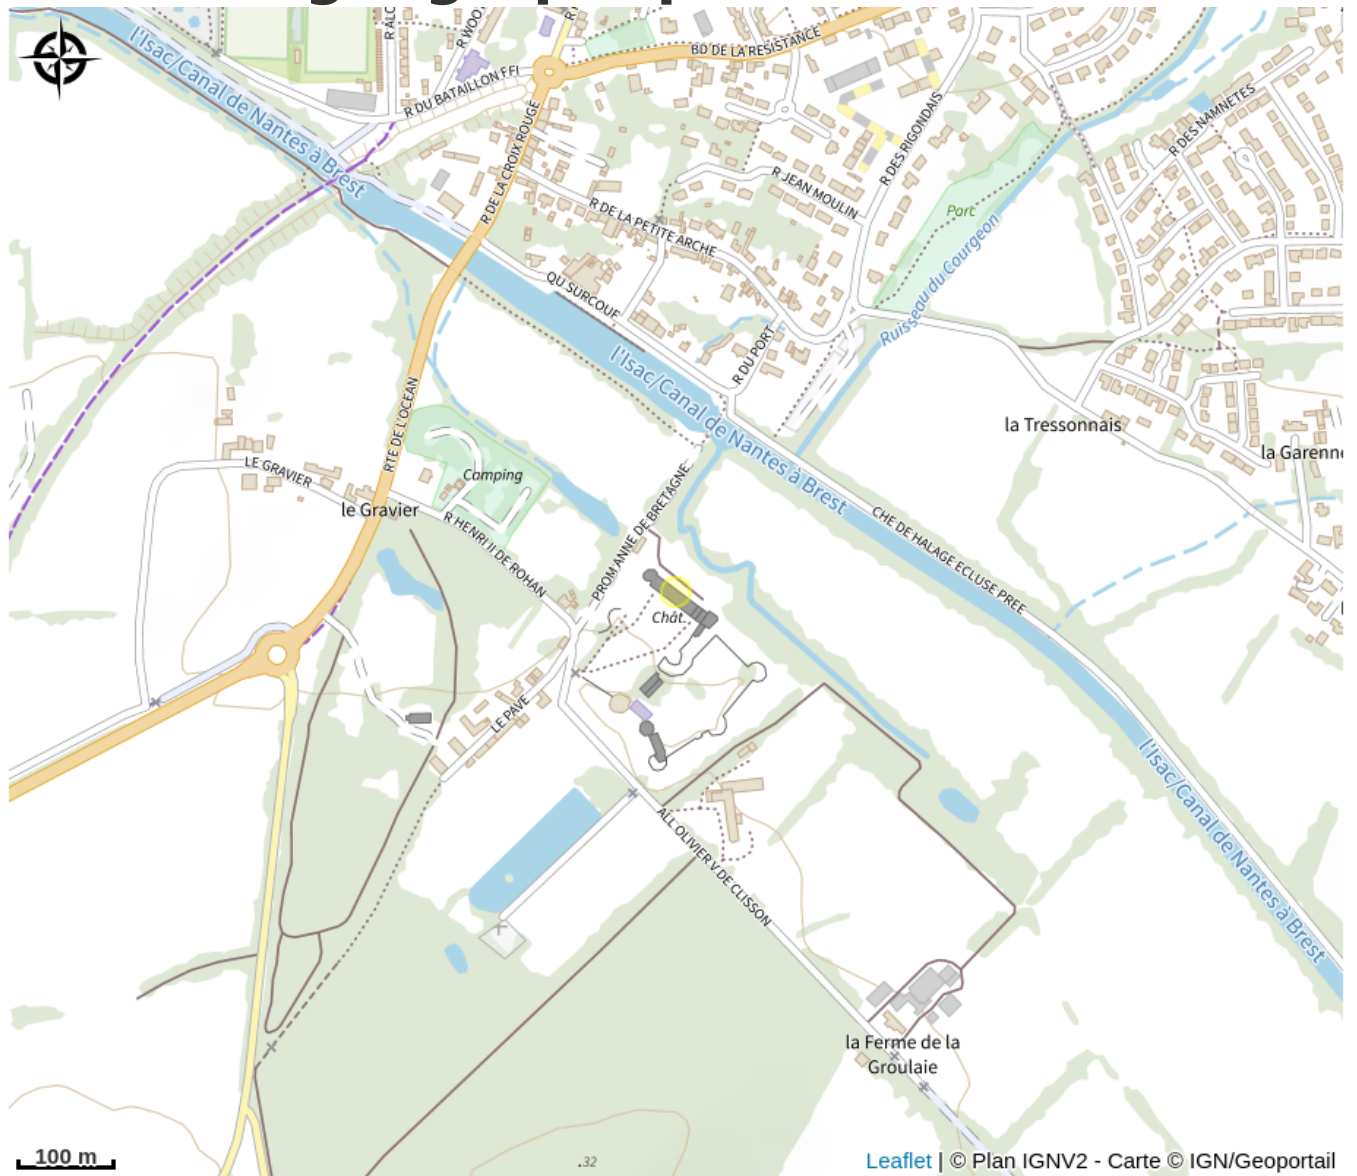 l'Isac/Canal de Nantes à Brest
R DU BATAILLON FFI
BD DE LA RESISTANCE
R DE LA CROIX ROUGE
R DES RIGONDAIS
R DES NAMNETES
R JEAN MOULIN
R DE LA PETITE ARCHE
Parc
Ruisseau du Courgeon
QU SURCOUF
R DU PORT
l'Isac/Canal de Nantes à Brest
RTE DE L'OCEAN
la Tressonnais
la Garenne
LE GRAVIER
Camping
le Gravier
R HENRI II DE ROHAN
PROM ANNE DE BRETAGNE
CHE DE HALAGE ECLUSE PREE
Chât.
LE PAVE
l'Isac/Canal de Nantes à Brest
ALL OLIVIER V DE CLISSON
la Ferme de la
Groulaie
.32
100 m
Leaflet | © Plan IGNV2 - Carte © IGN/Geoportail